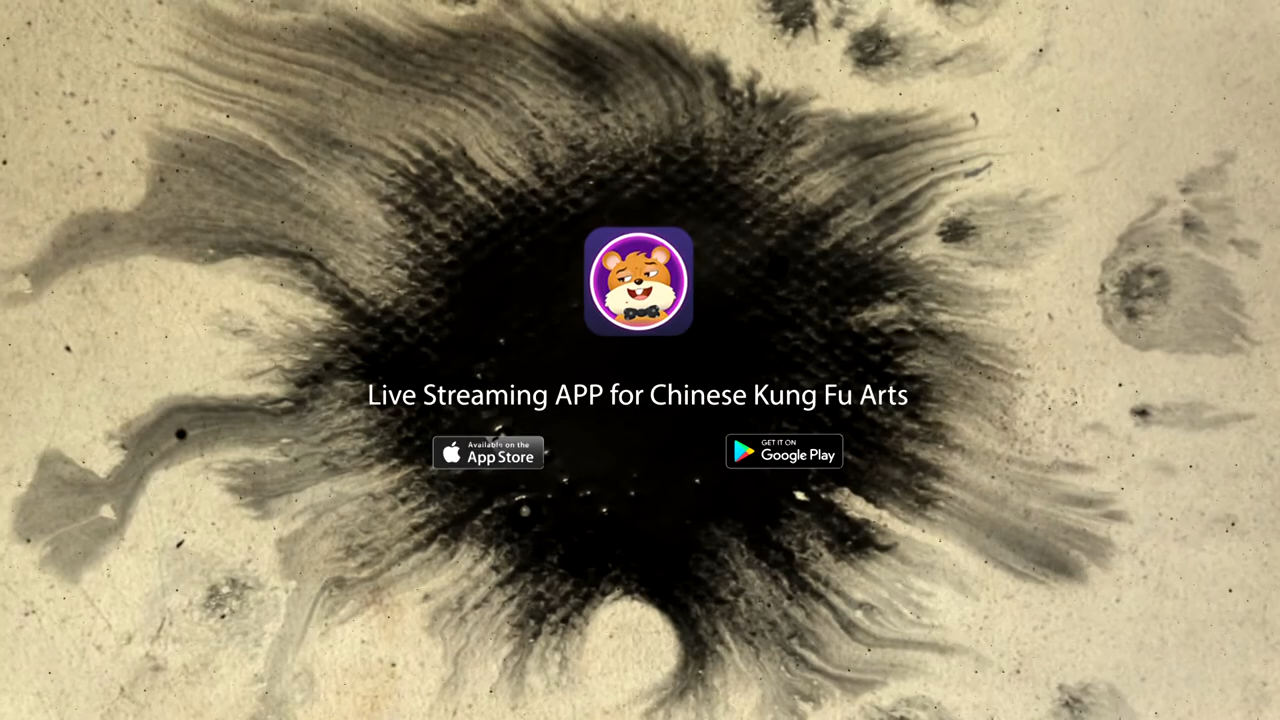 Live Streaming APP for Chinese Kung Fu Arts
Available on the
App Store
GET IT ON
Google Play